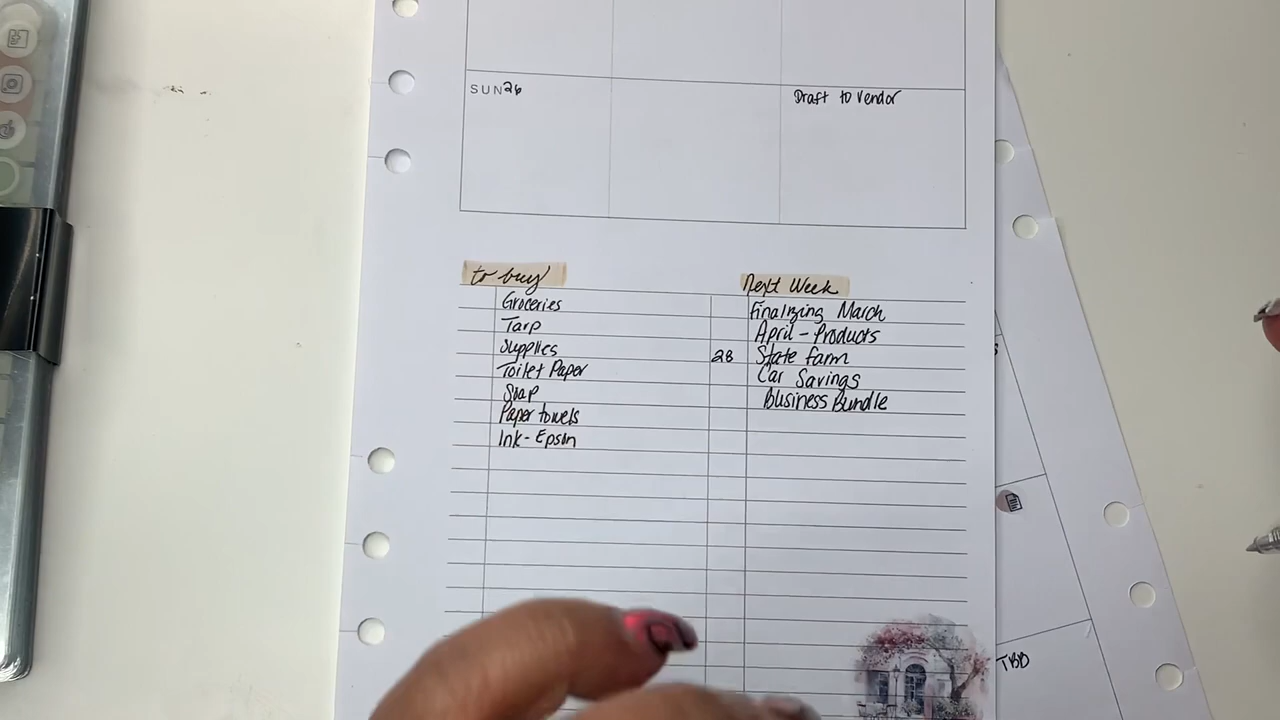 SUN 26
Draft to Vendor
to buy
Groceries
Tarp
Supplies
Toilet Paper
Soap
Paper towels
Ink - Epson
Next Week
Finalizing March
April - Products
28 State farm
Car Savings
Business Bundle
TBD